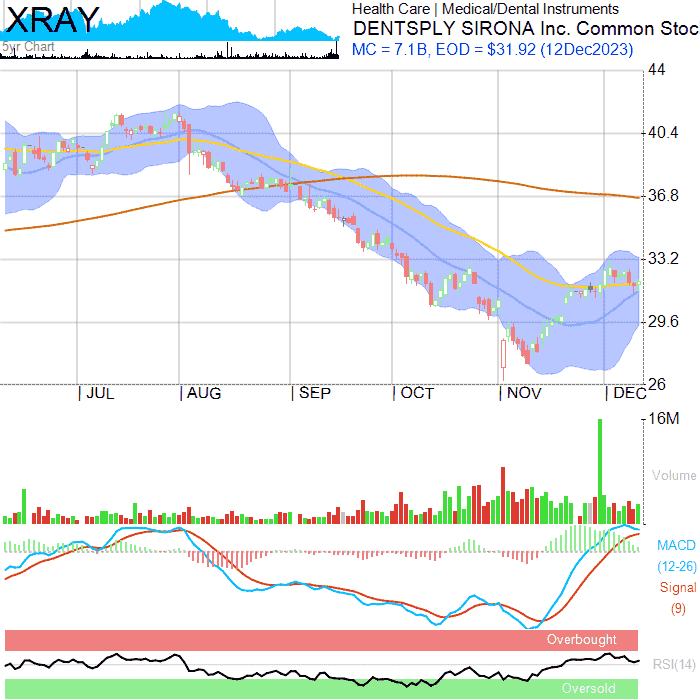 XRAY
5yr Chart
Health Care | Medical/Dental Instruments
DENTSPLY SIRONA Inc. Common Stoc
MC = 7.1B, EOD = $31.92 (12Dec2023)
44
40.4
36.8
33.2
29.6
26
JUL
AUG
SEP
OCT
NOV
DEC
16M
Volume
MACD
(12-26)
Signal
(9)
Overbought
RSI(14)
Oversold